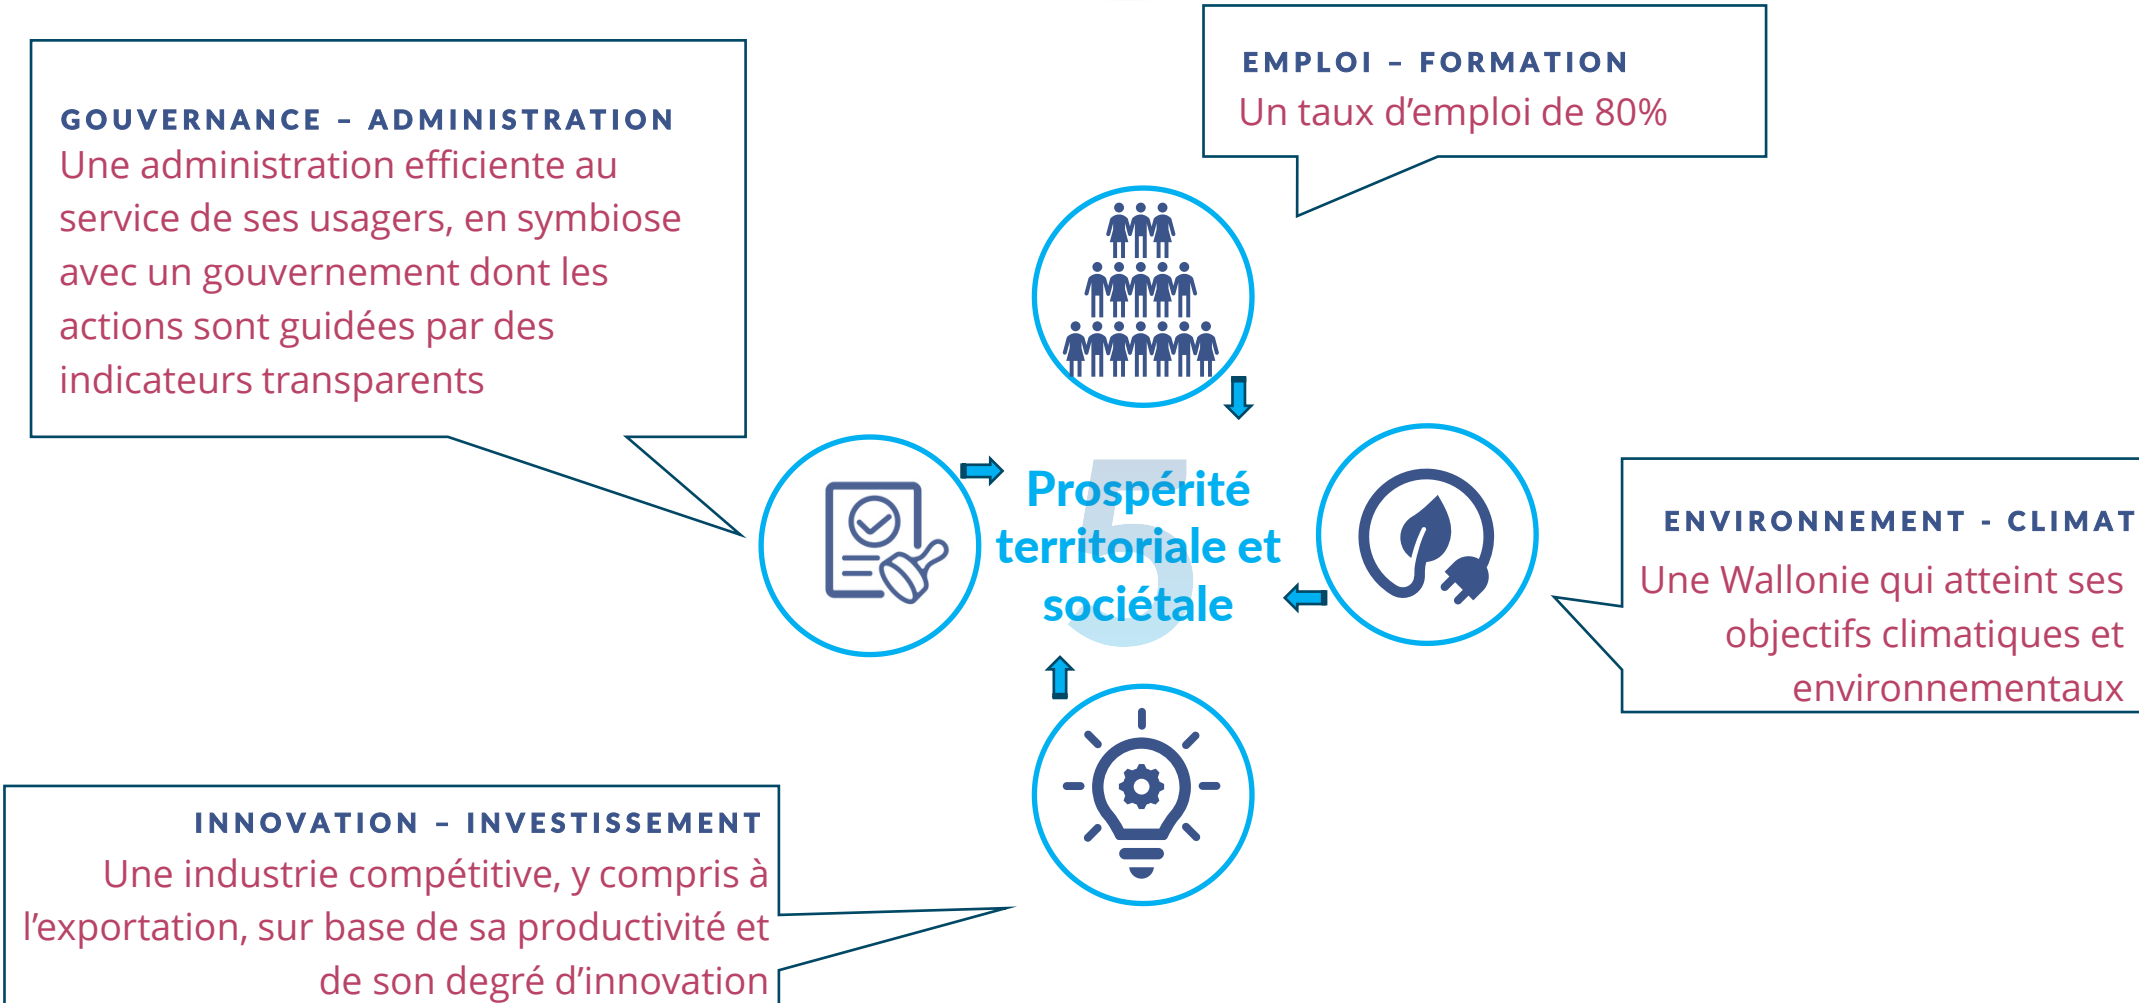 EMPLOI – FORMATION
Un taux d’emploi de 80%
GOUVERNANCE – ADMINISTRATION
Une administration efficiente au
service de ses usagers, en symbiose
avec un gouvernement dont les
actions sont guidées par des
indicateurs transparents
5
Prospérité
territoriale et
sociétale
ENVIRONNEMENT - CLIMAT
Une Wallonie qui atteint ses
objectifs climatiques et
environnementaux
INNOVATION – INVESTISSEMENT
Une industrie compétitive, y compris à
l’exportation, sur base de sa productivité et
de son degré d’innovation